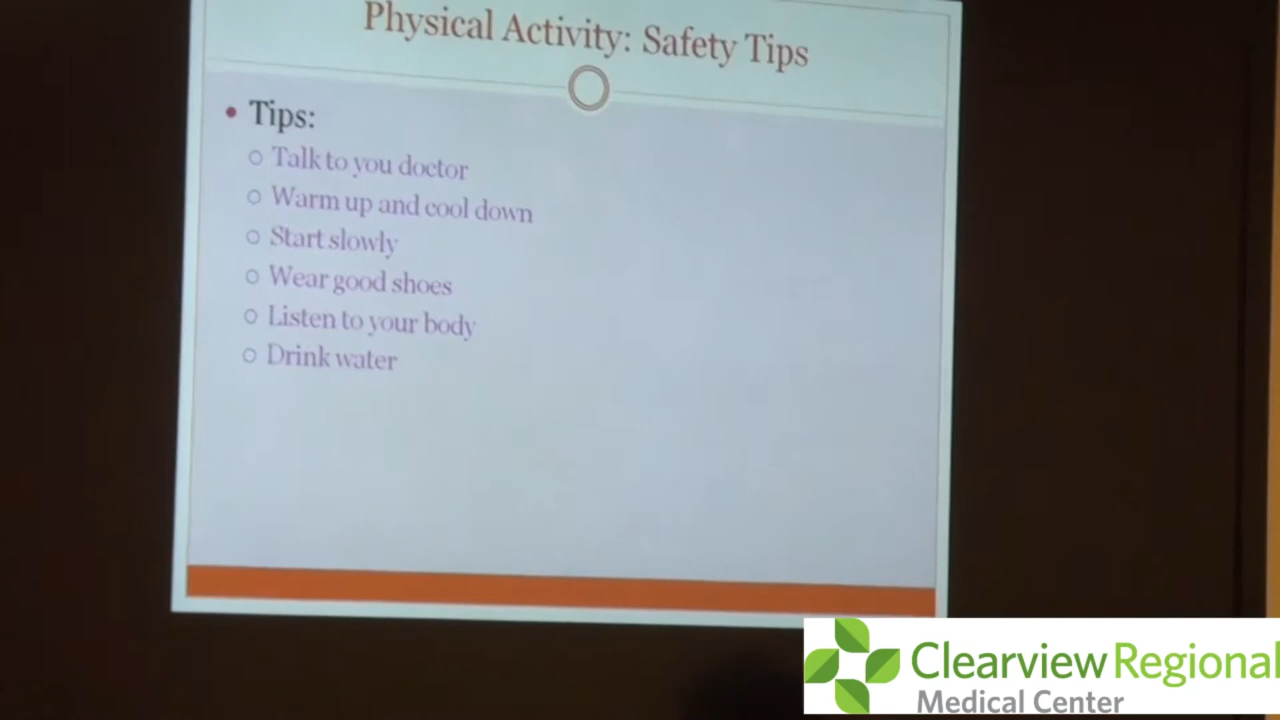 Physical Activity: Safety Tips
Tips:
Talk to you doctor
Warm up and cool down
Start slowly
Wear good shoes
Listen to your body
Drink water
Clearview Regional
Medical Center